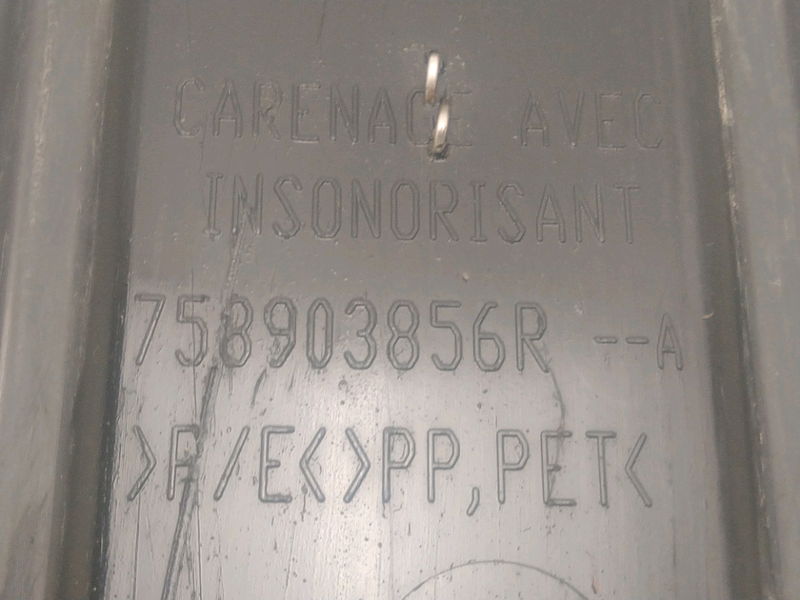 CARENAGE AVEC
INSONORISANT
758903856R --A
>P/E<>PP,PET<